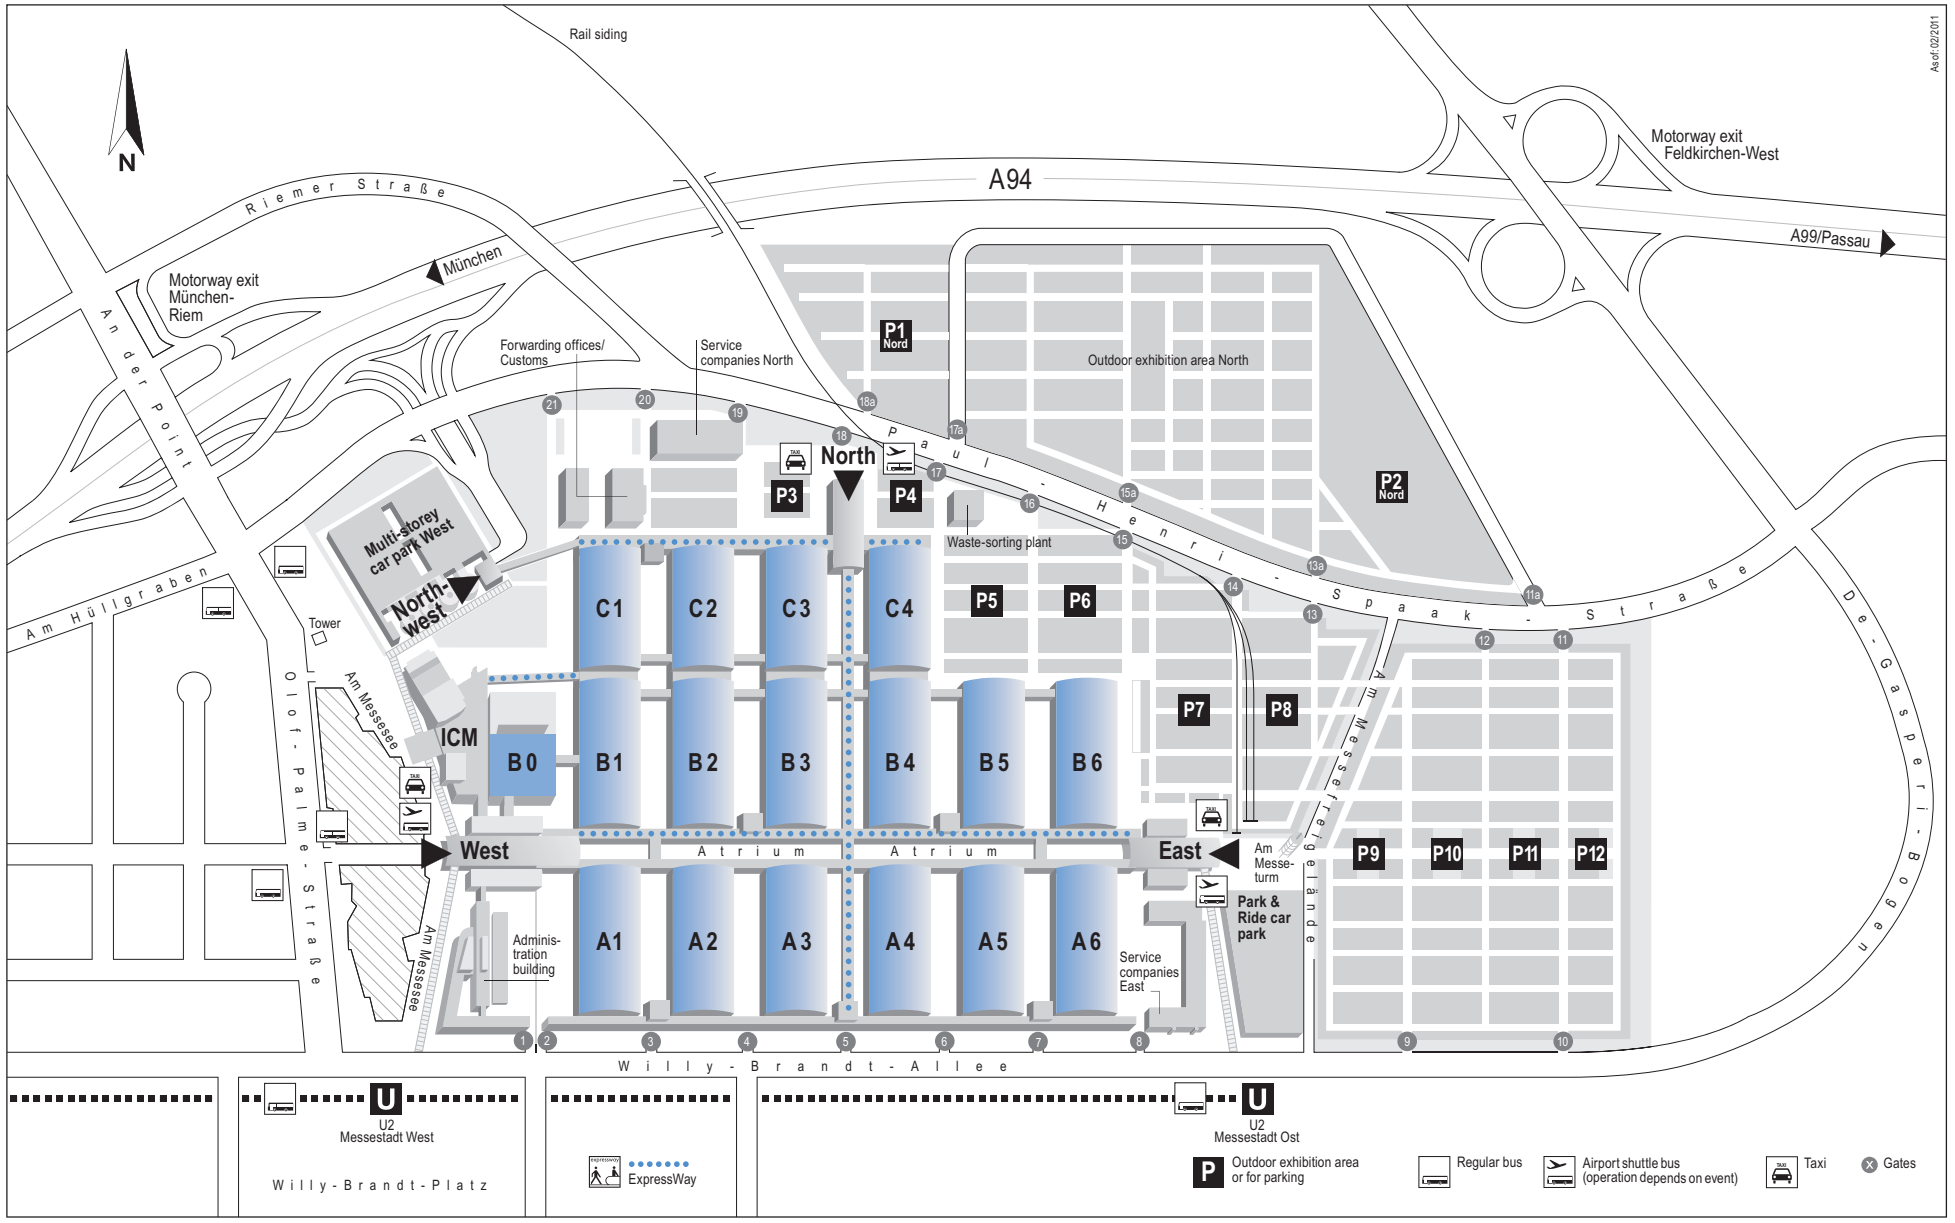 As of: 02/2011
Rail siding
N
Riemer Straße
A94
Motorway exit
Feldkirchen-West
A99/Passau
München
Motorway exit
München-
Riem
An der Point
Forwarding offices/
Customs
Service
companies North
P1
Nord
Outdoor exhibition area North
P2
Nord
21
20
19
18
18a
17a
17
16
15a
15
14
13a
13
12
11a
11
Paul-Henri-Spaak-Straße
TAXI
North
P3
P4
Waste-sorting plant
Multi-storey
car park West
North-
west
Am Hüllgraben
Tower
Am Messesee
Olof-Palme-Straße
De-Gasperi-Bogen
C1
C2
C3
C4
P5
P6
P7
P8
Am Messefreigelände
ICM
B0
B1
B2
B3
B4
B5
B6
TAXI
TAXI
West
Atrium
Atrium
East
Am
Messe-
turm
P9
P10
P11
P12
Park &
Ride car
park
Am Messesee
Adminis-
tration
building
A1
A2
A3
A4
A5
A6
Service
companies
East
1
2
3
4
5
6
7
8
9
10
Willy-Brandt-Allee
U
U2
Messestadt West
U
U2
Messestadt Ost
Willy-Brandt-Platz
expressway
ExpressWay
P
Outdoor exhibition area
or for parking
Regular bus
Airport shuttle bus
(operation depends on event)
TAXI
Taxi
X
Gates